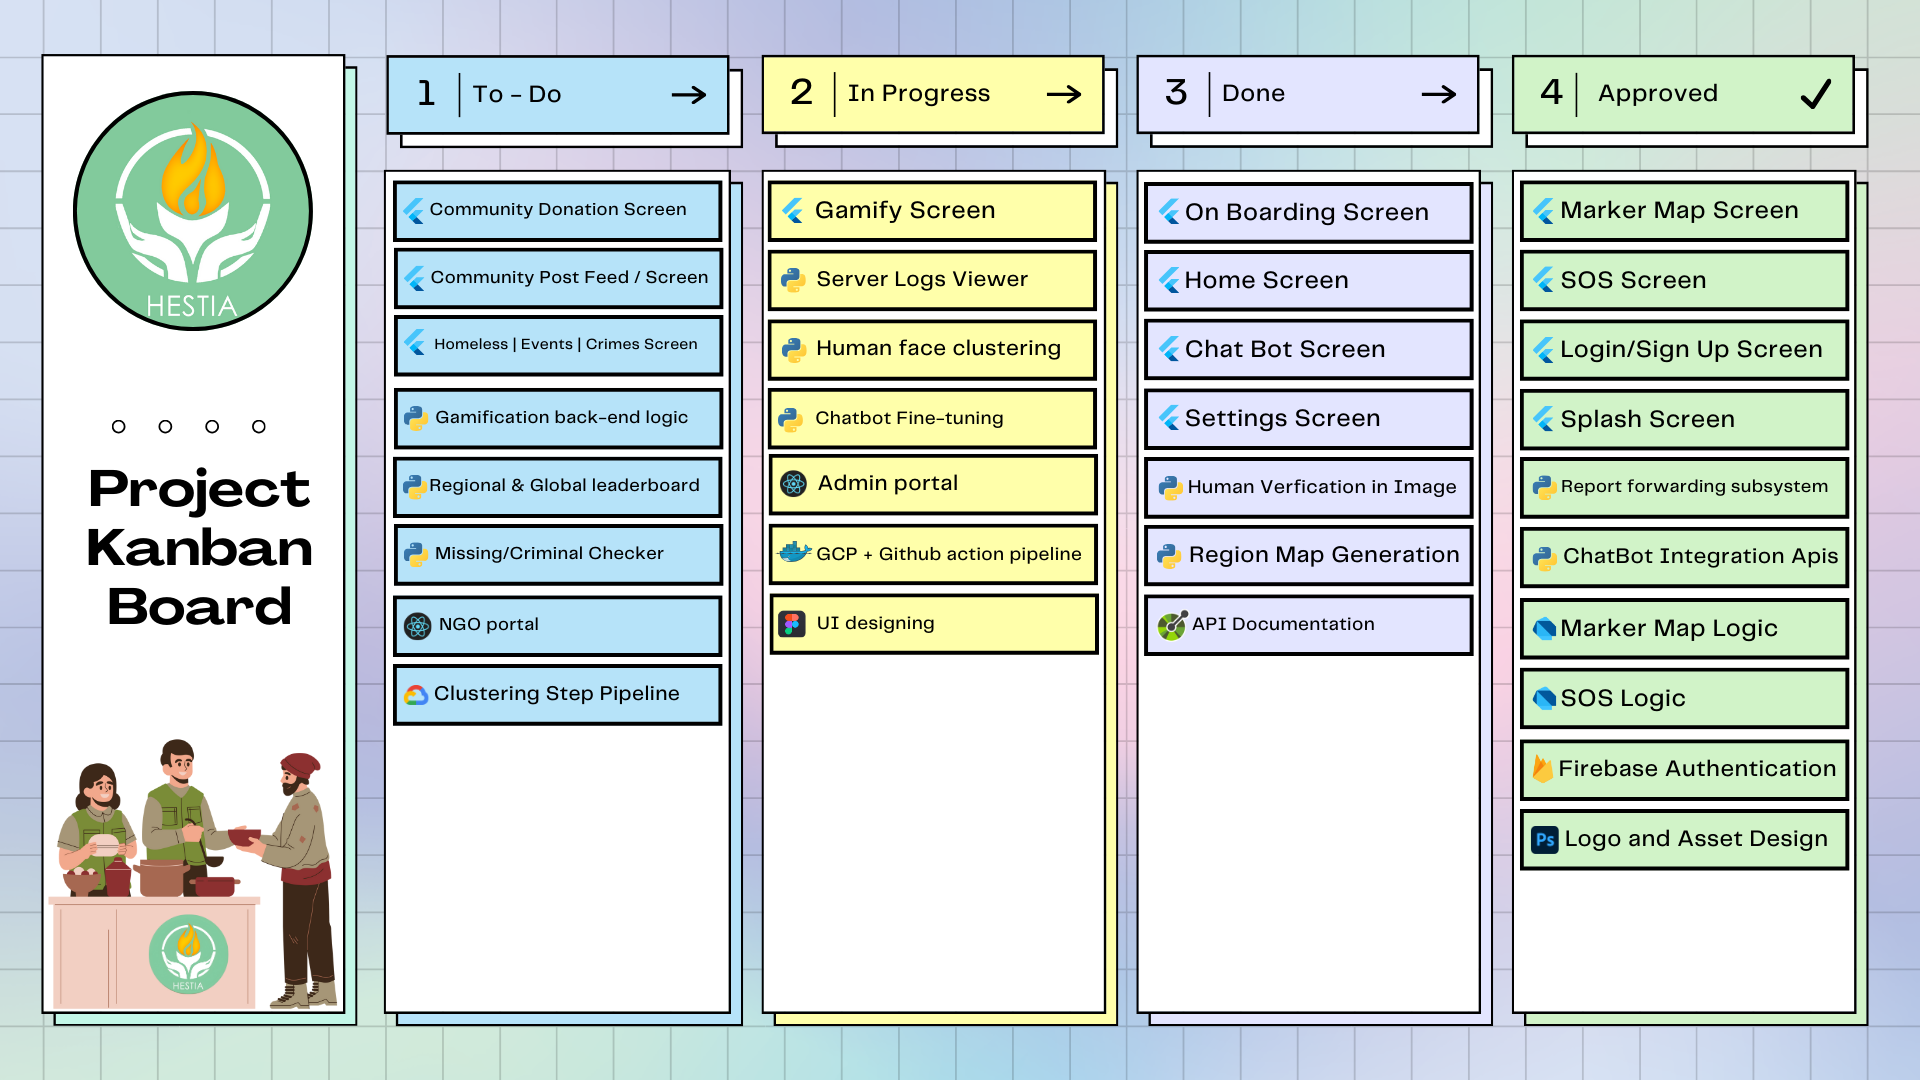 HESTIA
Project
Kanban
Board
HESTIA
1 To - Do
Community Donation Screen
Community Post Feed / Screen
Homeless | Events | Crimes Screen
Gamification back-end logic
Regional & Global leaderboard
Missing/Criminal Checker
NGO portal
Clustering Step Pipeline
2 In Progress
Gamify Screen
Server Logs Viewer
Human face clustering
Chatbot Fine-tuning
Admin portal
GCP + Github action pipeline
UI designing
3 Done
On Boarding Screen
Home Screen
Chat Bot Screen
Settings Screen
Human Verfication in Image
Region Map Generation
API Documentation
4 Approved
Marker Map Screen
SOS Screen
Login/Sign Up Screen
Splash Screen
Report forwarding subsystem
ChatBot Integration Apis
Marker Map Logic
SOS Logic
Firebase Authentication
Ps Logo and Asset Design